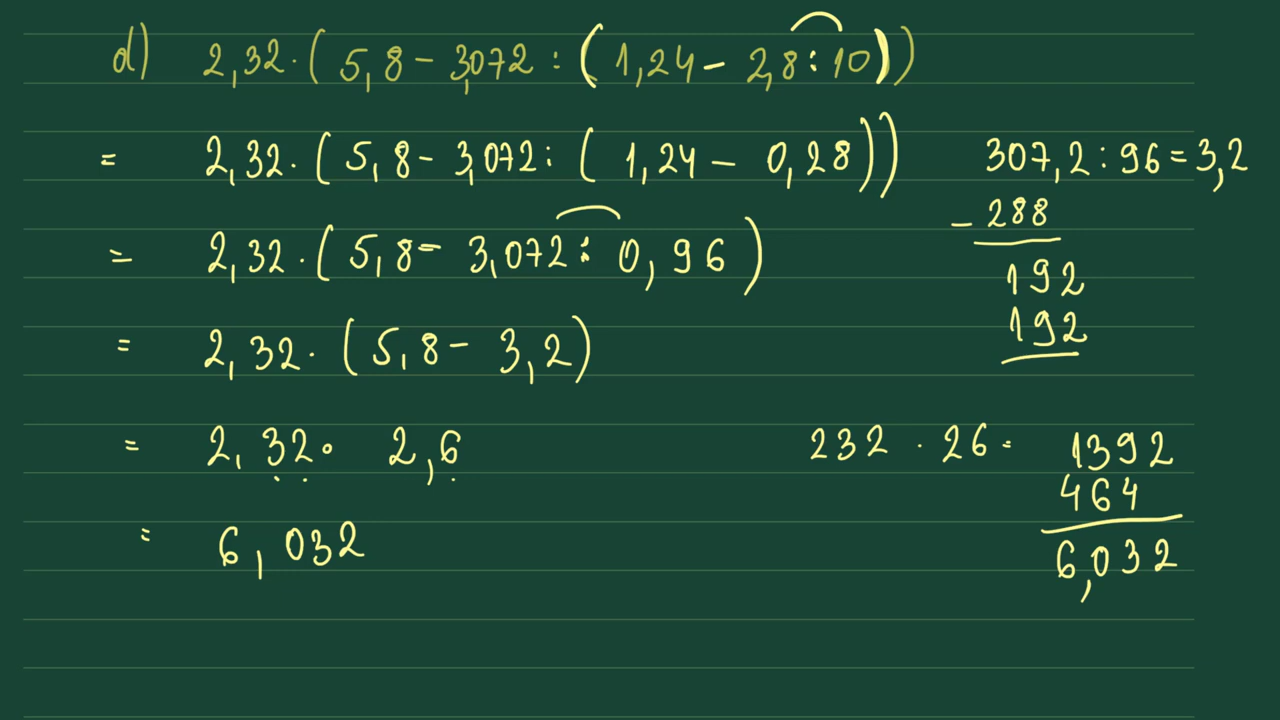 d) 2,32·(5,8 − 3,072 : (1,24 − 2,8 : 10))
= 2,32·(5,8 − 3,072 : (1,24 − 0,28))
= 2,32·(5,8 − 3,072 : 0,96)
= 2,32·(5,8 − 3,2)
= 2,32· 2,6
= 6,032
307,2 : 96 = 3,2
− 288
192
192
232 · 26 = 1392
464
6,032